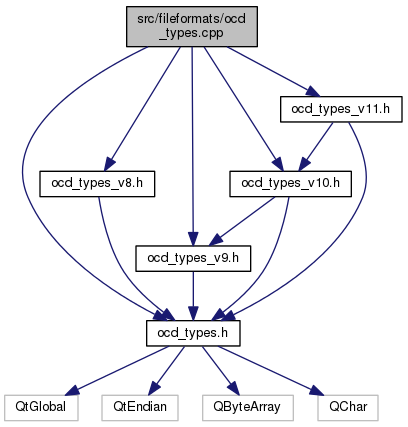 src/fileformats/ocd
_types.cpp
ocd_types_v11.h
ocd_types_v8.h
ocd_types_v10.h
ocd_types_v9.h
ocd_types.h
QtGlobal
QtEndian
QByteArray
QChar